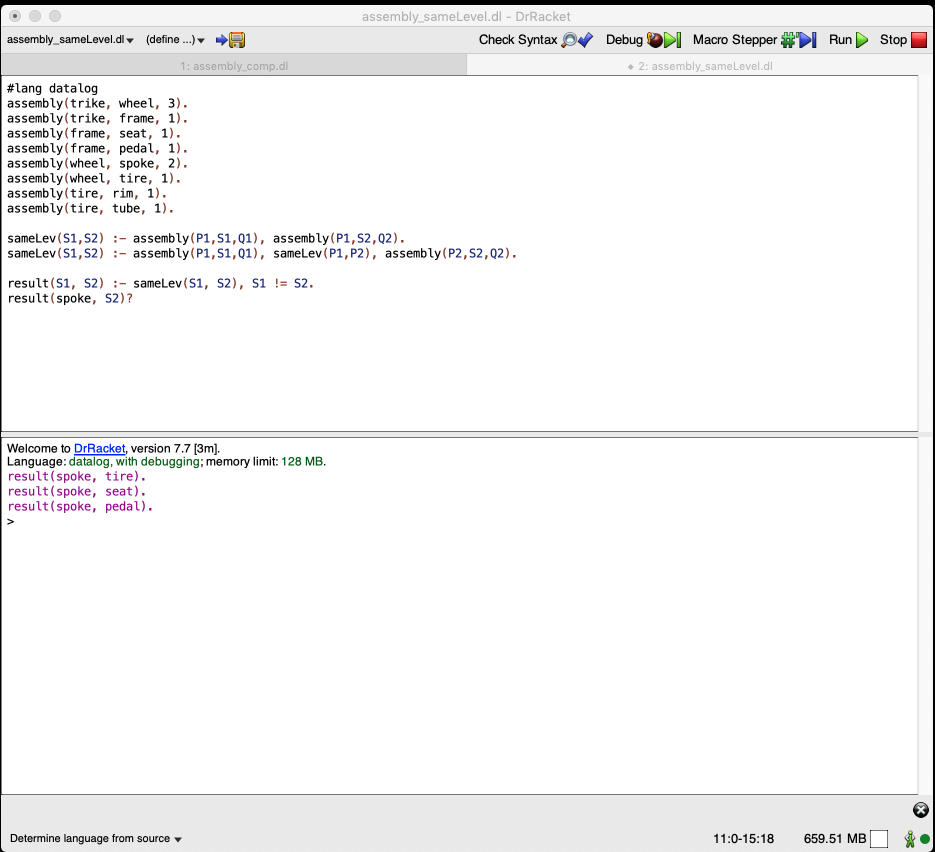 assembly_sameLevel.dl - DrRacket
assembly_sameLevel.dl▾ (define ...)▾ Check Syntax Debug Macro Stepper Run Stop
1: assembly_comp.dl ◆ 2: assembly_sameLevel.dl
#lang datalog
assembly(trike, wheel, 3).
assembly(trike, frame, 1).
assembly(frame, seat, 1).
assembly(frame, pedal, 1).
assembly(wheel, spoke, 2).
assembly(wheel, tire, 1).
assembly(tire, rim, 1).
assembly(tire, tube, 1).
sameLev(S1,S2) :- assembly(P1,S1,Q1), assembly(P1,S2,Q2).
sameLev(S1,S2) :- assembly(P1,S1,Q1), sameLev(P1,P2), assembly(P2,S2,Q2).
result(S1, S2) :- sameLev(S1, S2), S1 != S2.
result(spoke, S2)?
Welcome to DrRacket, version 7.7 [3m].
Language: datalog, with debugging; memory limit: 128 MB.
result(spoke, tire).
result(spoke, seat).
result(spoke, pedal).
>
Determine language from source ▾ 11:0-15:18 659.51 MB